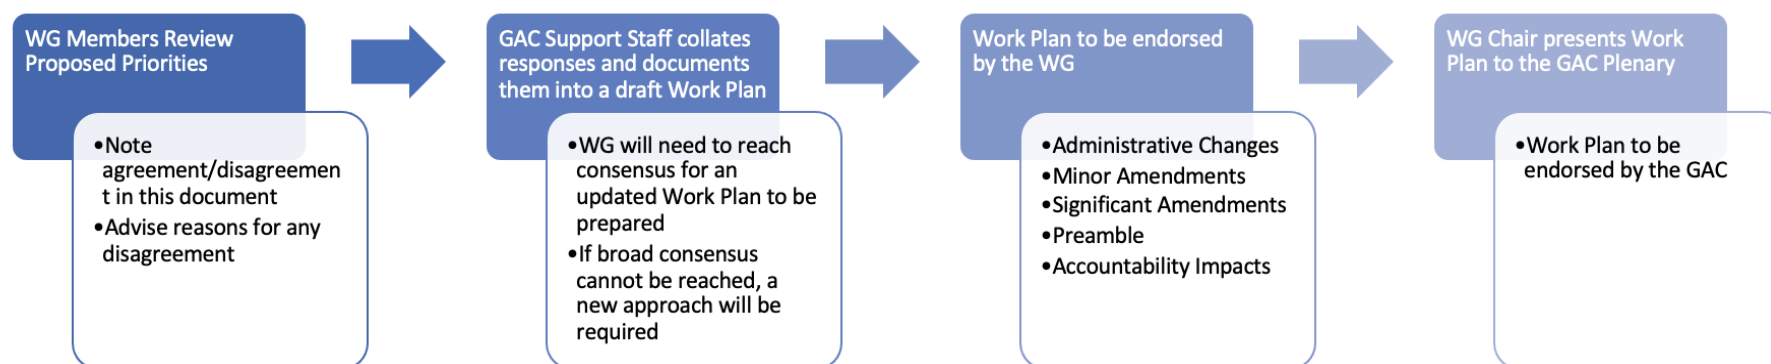 WG Members Review
Proposed Priorities
•Note
agreement/disagreemen
t in this document
•Advise reasons for any
disagreement
GAC Support Staff collates
responses and documents
them into a draft Work Plan
•WG will need to reach
consensus for an
updated Work Plan to be
prepared
•If broad consensus
cannot be reached, a
new approach will be
required
Work Plan to be endorsed
by the WG
•Administrative Changes
•Minor Amendments
•Significant Amendments
•Preamble
•Accountability Impacts
WG Chair presents Work
Plan to the GAC Plenary
•Work Plan to be
endorsed by the GAC